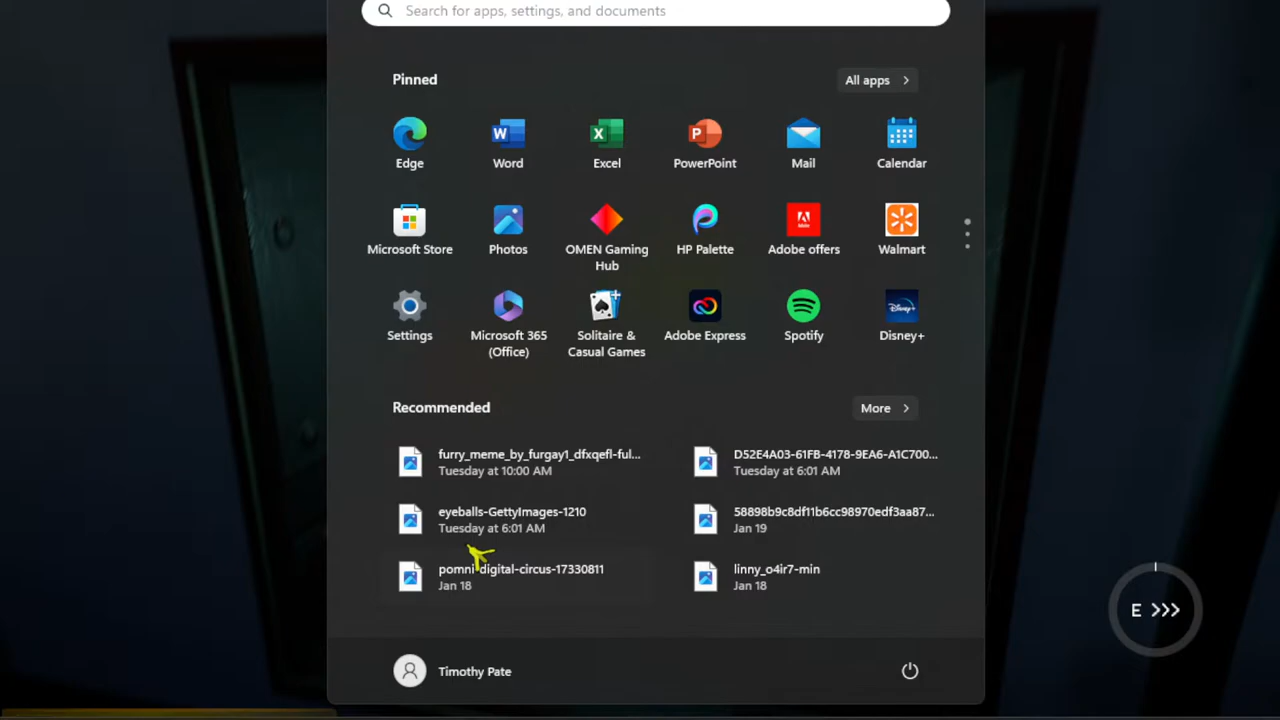 Search for apps, settings, and documents
Pinned
All apps
Edge
Word
Excel
PowerPoint
Mail
Calendar
Microsoft Store
Photos
OMEN Gaming
Hub
HP Palette
Adobe offers
Walmart
Settings
Microsoft 365
(Office)
Solitaire &
Casual Games
Adobe Express
Spotify
Disney+
Recommended
More
furry_meme_by_furgay1_dfxqefl-ful...
Tuesday at 10:00 AM
D52E4A03-61FB-4178-9EA6-A1C700...
Tuesday at 6:01 AM
eyeballs-GettyImages-1210
Tuesday at 6:01 AM
58898b9c8df11b6cc98970edf3aa87...
Jan 19
pomni-digital-circus-17330811
Jan 18
linny_o4ir7-min
Jan 18
E >>>
Timothy Pate